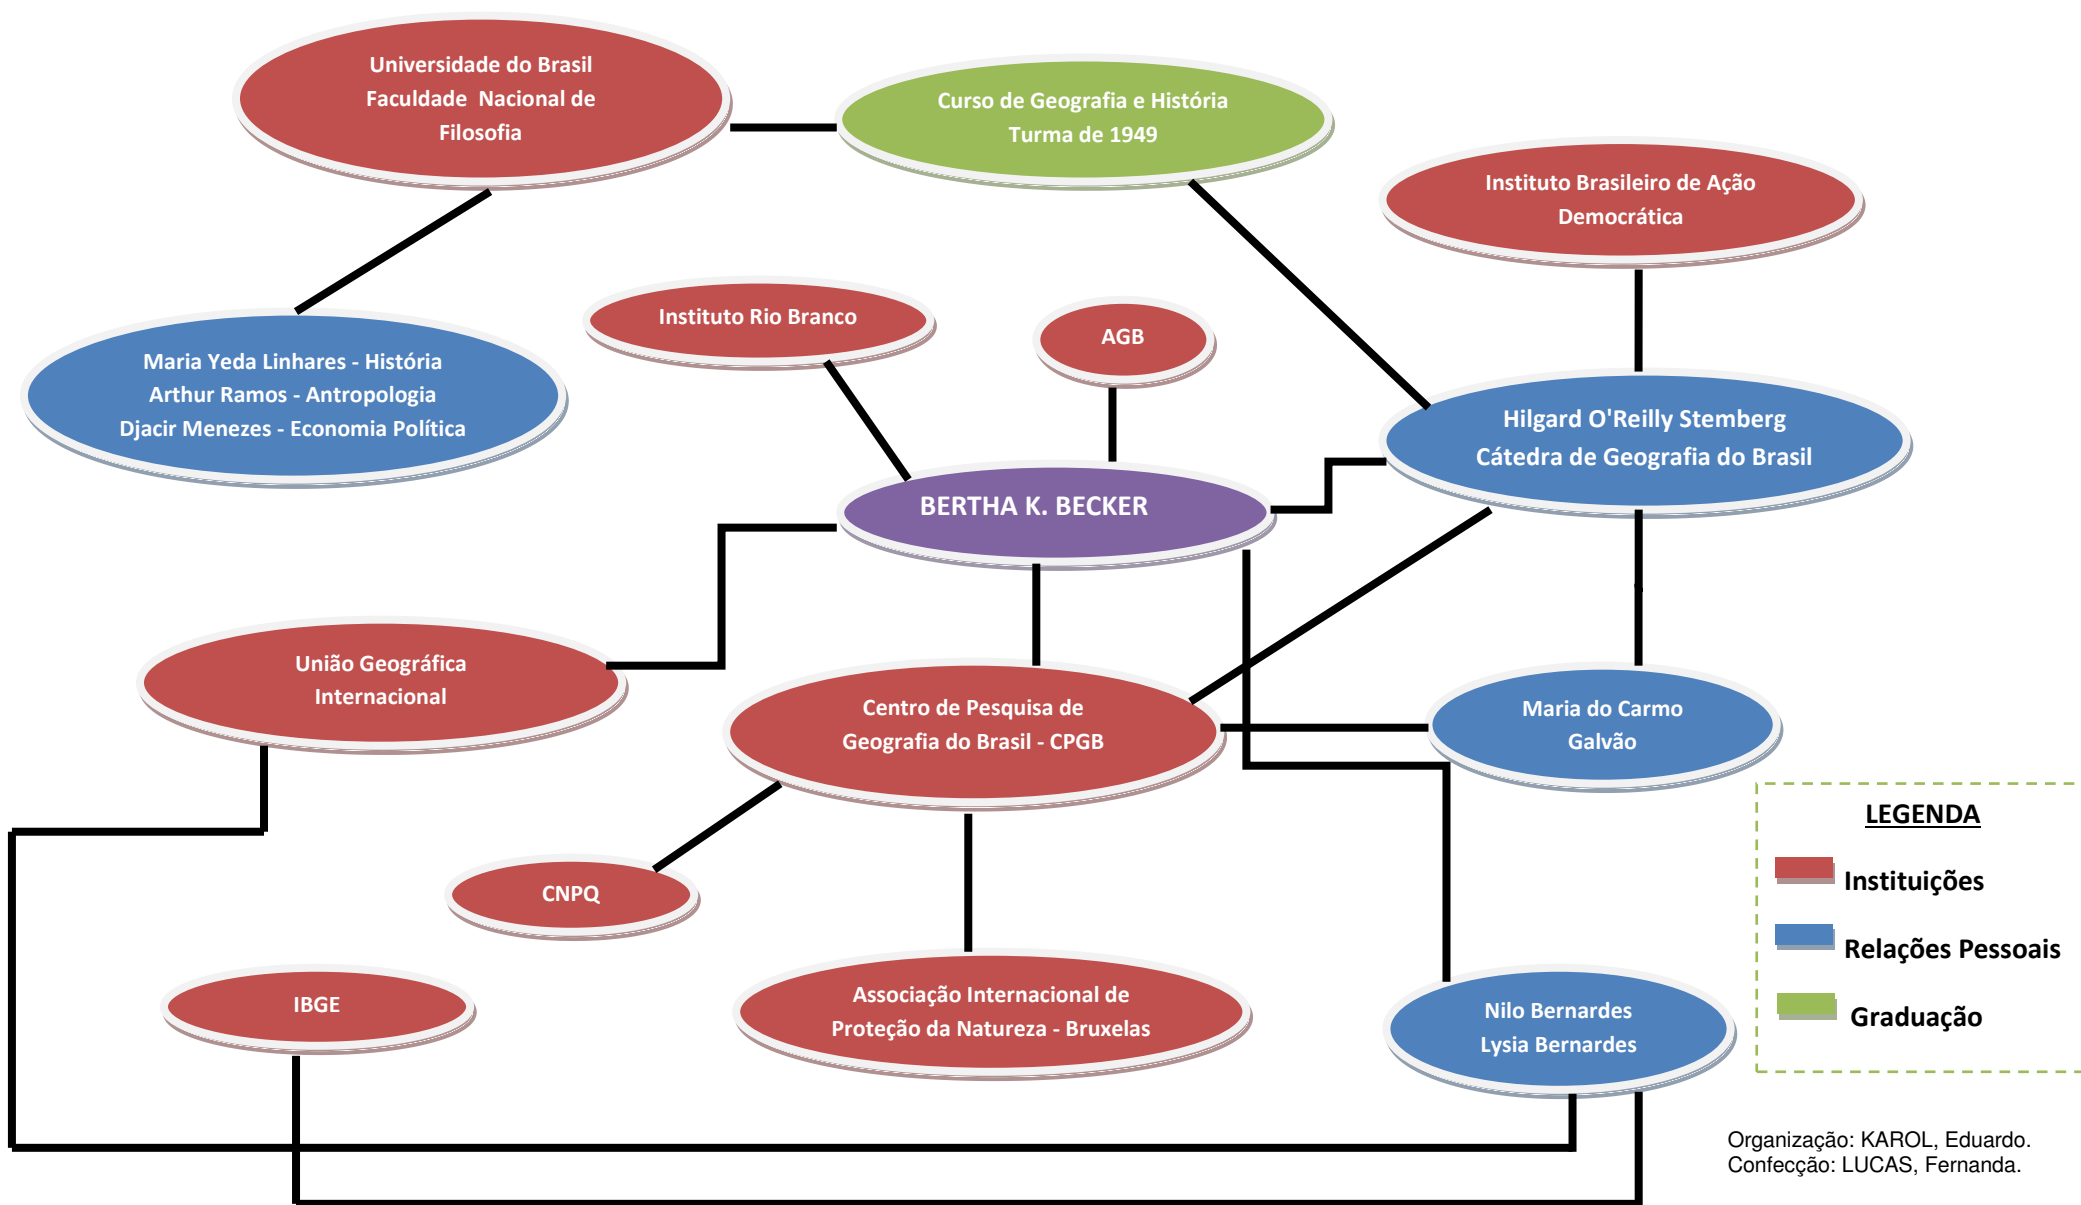 Universidade do Brasil
Faculdade Nacional de
Filosofia
Curso de Geografia e História
Turma de 1949
Instituto Brasileiro de Ação
Democrática
Instituto Rio Branco
AGB
Maria Yeda Linhares - História
Arthur Ramos - Antropologia
Djacir Menezes - Economia Política
Hilgard O'Reilly Stemberg
Cátedra de Geografia do Brasil
BERTHA K. BECKER
União Geográfica
Internacional
Centro de Pesquisa de
Geografia do Brasil - CPGB
Maria do Carmo
Galvão
CNPQ
IBGE
Associação Internacional de
Proteção da Natureza - Bruxelas
Nilo Bernardes
Lysia Bernardes
LEGENDA
Instituições
Relações Pessoais
Graduação
Organização: KAROL, Eduardo.
Confecção: LUCAS, Fernanda.